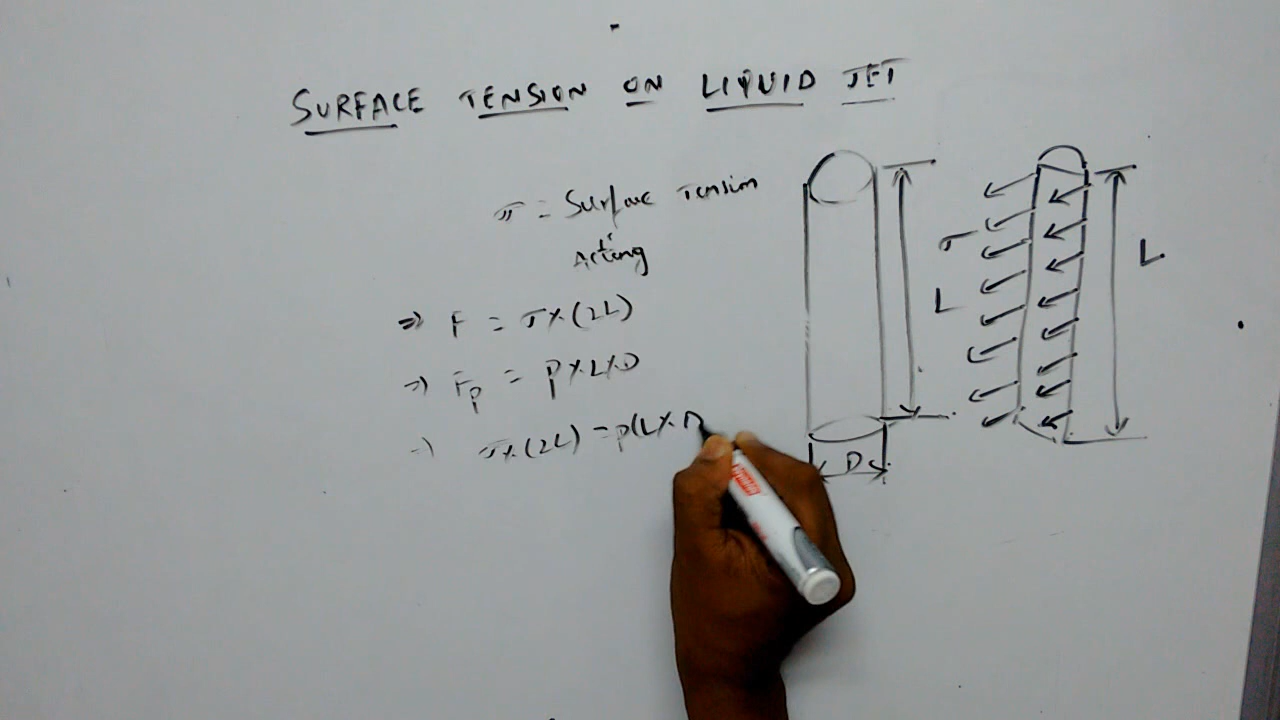 SURFACE TENSION ON LIQUID JET
σ = Surface Tension
Acting
⇒ F = σ × (2L)
⇒ Fp = P × L × D
⇒ σ × (2L) = P(L × D
L
D
σ
L